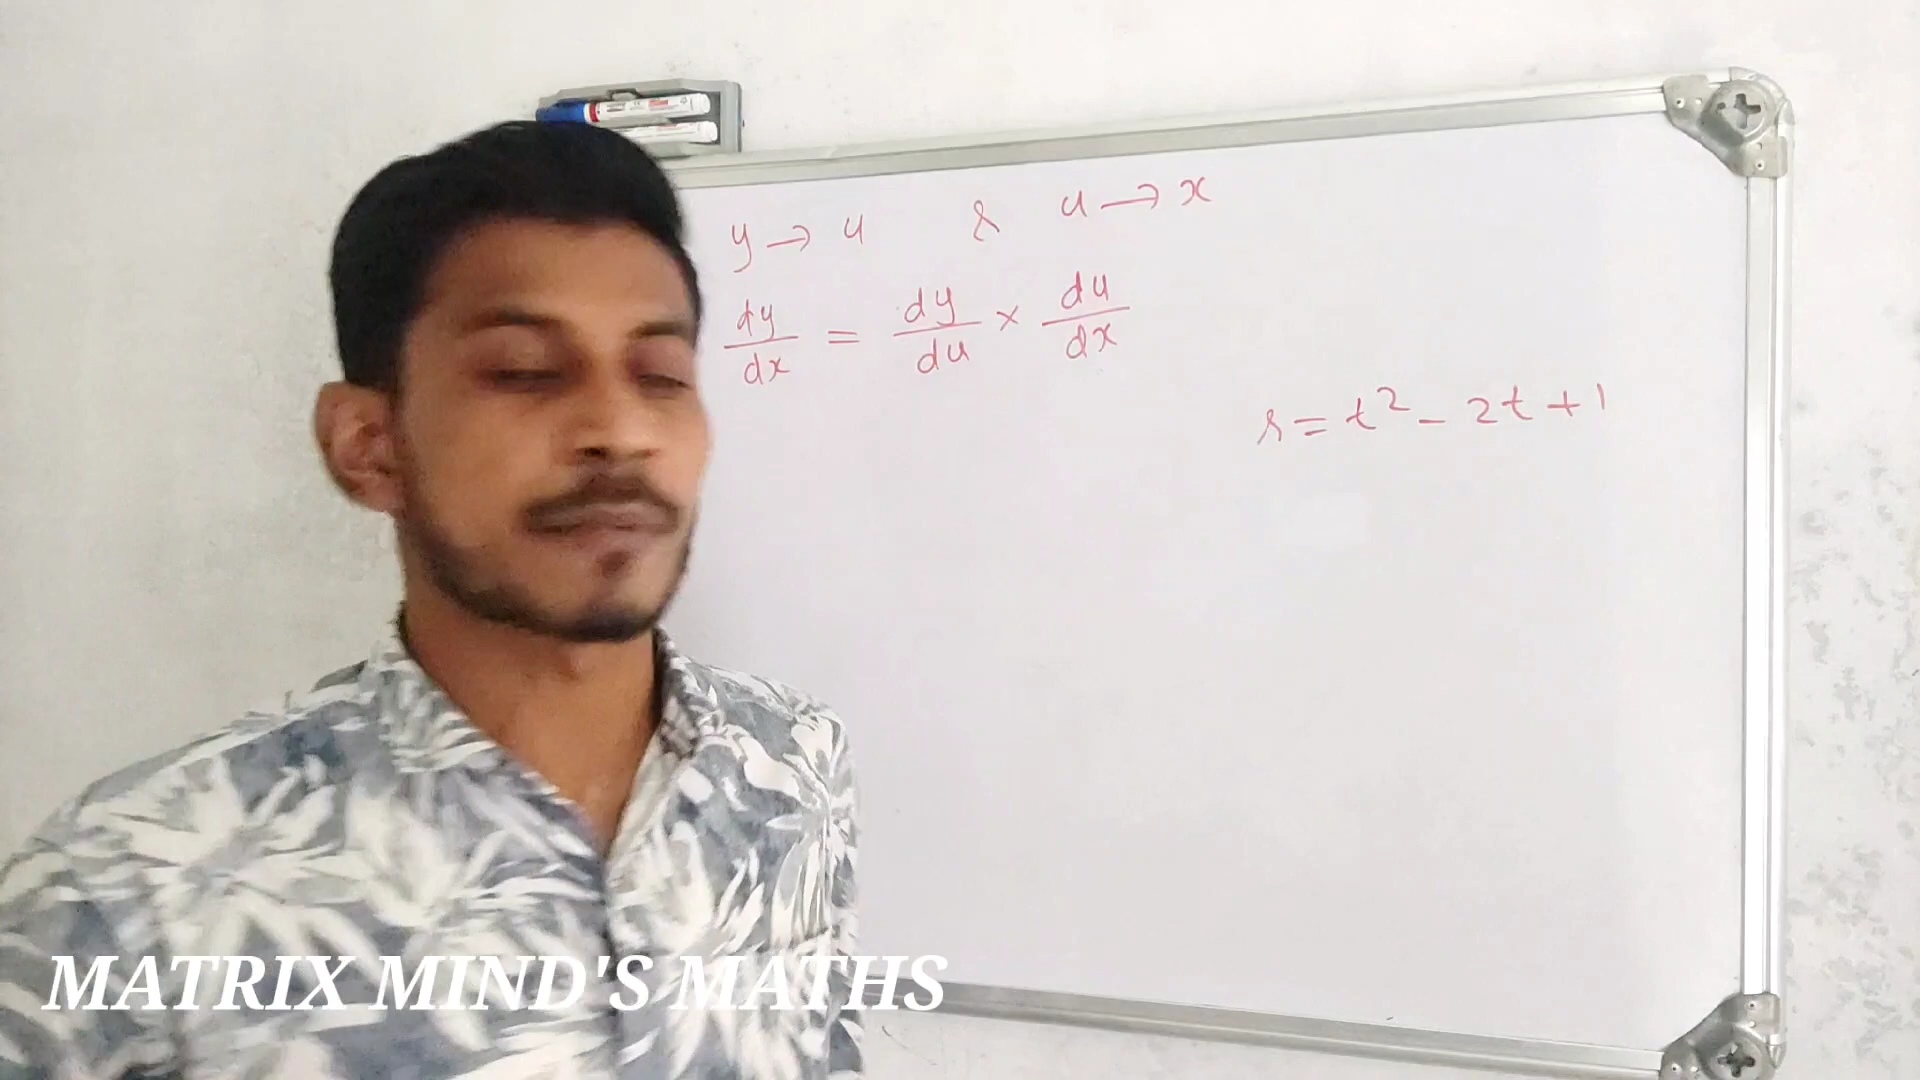 y → u & u → x
dy/dx = dy/du × du/dx
s = t² - 2t + 1
MATRIX MIND'S MATHS